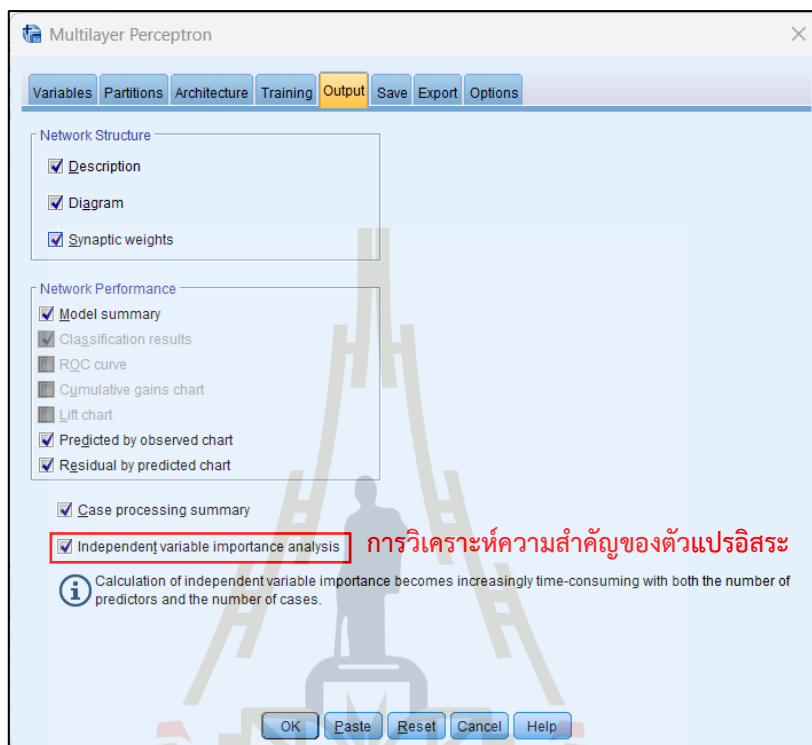 Multilayer Perceptron
Variables Partitions Architecture Training Output Save Export Options
Network Structure
Description
Diagram
Synaptic weights
Network Performance
Model summary
Classification results
ROC curve
Cumulative gains chart
Lift chart
Predicted by observed chart
Residual by predicted chart
Case processing summary
Independent variable importance analysis การวิเคราะห์ความสำคัญของตัวแปรอิสระ
Calculation of independent variable importance becomes increasingly time-consuming with both the number of
predictors and the number of cases.
OK Paste Reset Cancel Help